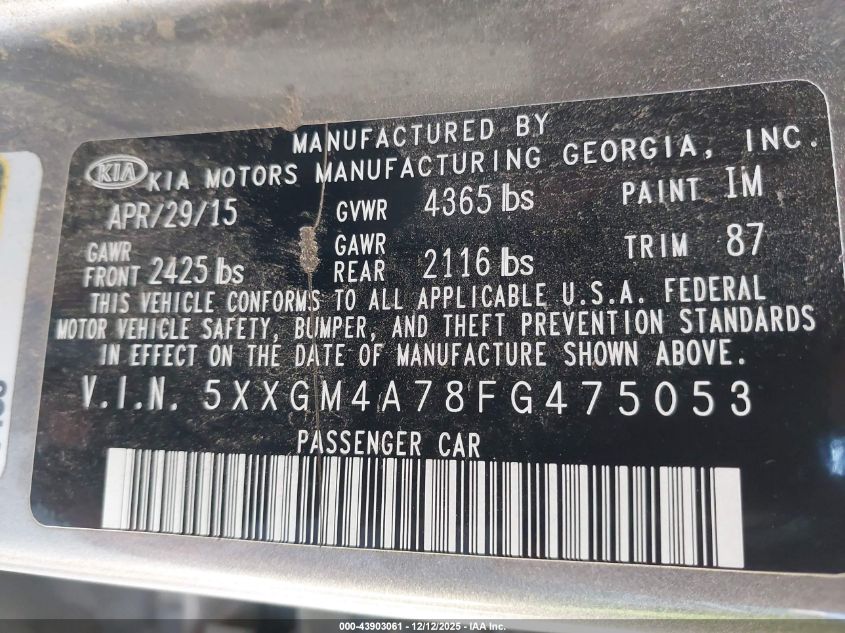 MANUFACTURED BY
KIA KIA MOTORS MANUFACTURING GEORGIA, INC.
APR/29/15 GVWR 4365 lbs PAINT IM
GAWR FRONT 2425 lbs GAWR REAR 2116 lbs TRIM 87
THIS VEHICLE CONFORMS TO ALL APPLICABLE U.S.A. FEDERAL
MOTOR VEHICLE SAFETY, BUMPER, AND THEFT PREVENTION STANDARDS
IN EFFECT ON THE DATE OF MANUFACTURE SHOWN ABOVE.
V.I.N. 5XXGM4A78FG475053
PASSENGER CAR
000-43903061 - 12/12/2025 - IAA Inc.